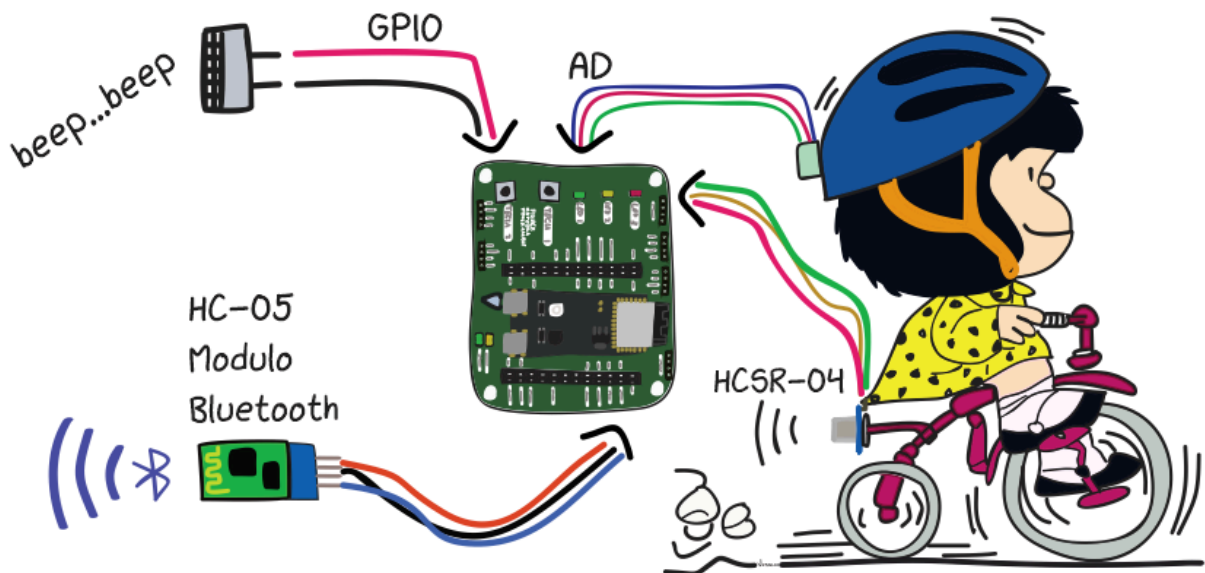 GPIO
AD
beep...beep
HC-05
Modulo
Bluetooth
HCSR-04